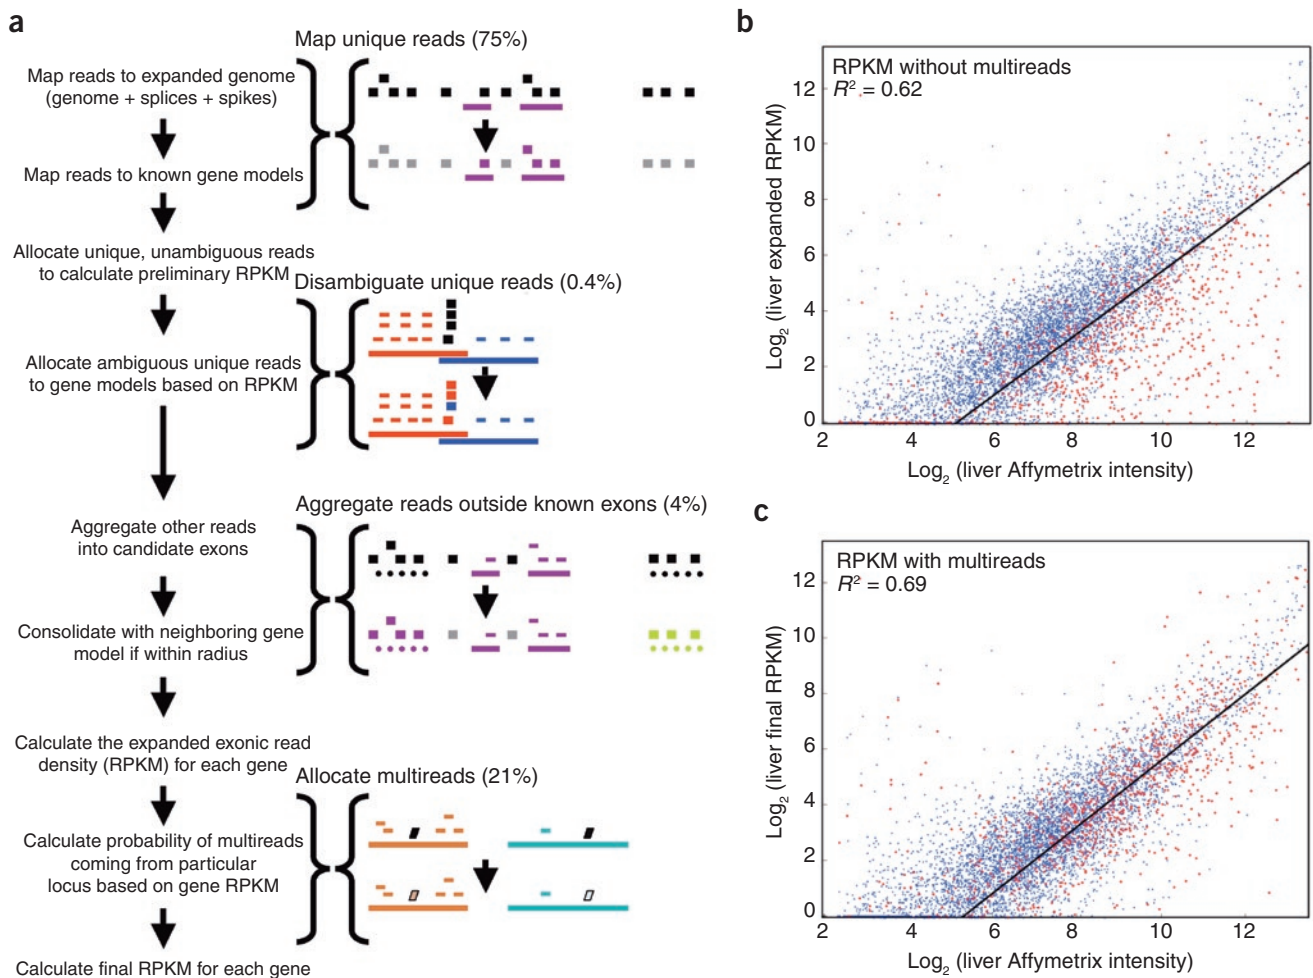 a
Map reads to expanded genome
(genome + splices + spikes)
Map reads to known gene models
Allocate unique, unambiguous reads
to calculate preliminary RPKM
Allocate ambiguous unique reads
to gene models based on RPKM
Aggregate other reads
into candidate exons
Consolidate with neighboring gene
model if within radius
Calculate the expanded exonic read
density (RPKM) for each gene
Calculate probability of multireads
coming from particular
locus based on gene RPKM
Calculate final RPKM for each gene
Map unique reads (75%)
Disambiguate unique reads (0.4%)
Aggregate reads outside known exons (4%)
Allocate multireads (21%)
b
RPKM without multireads
R² = 0.62
Log₂ (liver expanded RPKM)
12
10
8
6
4
2
0
2 4 6 8 10 12
Log₂ (liver Affymetrix intensity)
c
RPKM with multireads
R² = 0.69
Log₂ (liver final RPKM)
12
10
8
6
4
2
0
2 4 6 8 10 12
Log₂ (liver Affymetrix intensity)